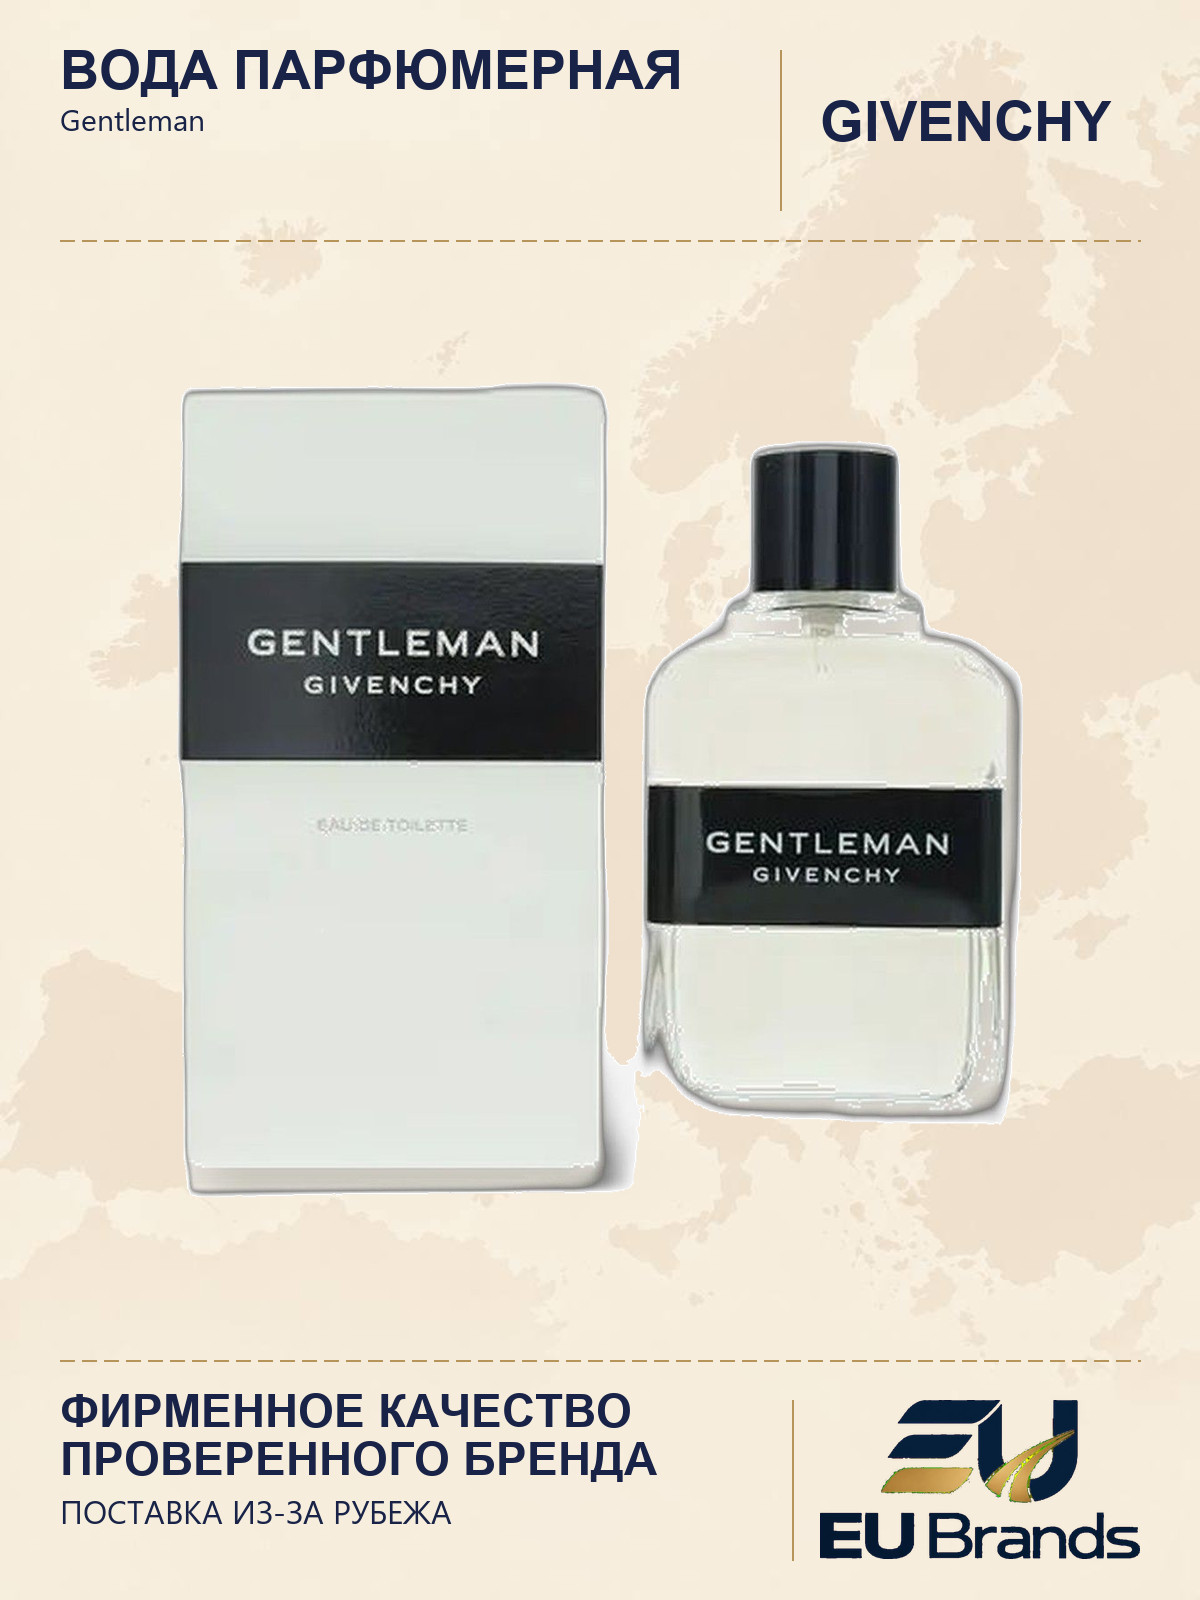 ВОДА ПАРФЮМЕРНАЯ
Gentleman
GIVENCHY
GENTLEMAN
GIVENCHY
EAU DE TOILETTE
GENTLEMAN
GIVENCHY
ФИРМЕННОЕ КАЧЕСТВО
ПРОВЕРЕННОГО БРЕНДА
ПОСТАВКА ИЗ-ЗА РУБЕЖА
EU
EU Brands